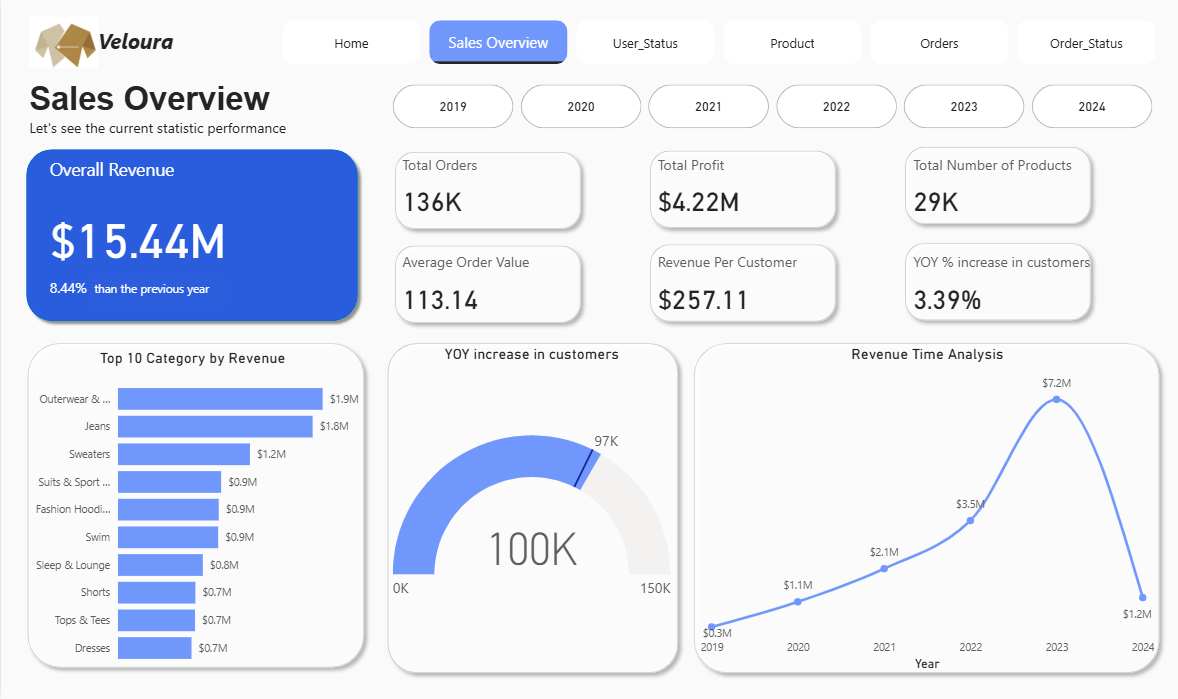 Veloura
Home
Sales Overview
User_Status
Product
Orders
Order_Status
Sales Overview
Let's see the current statistic performance
2019
2020
2021
2022
2023
2024
Overall Revenue
$15.44M
8.44% than the previous year
Total Orders
136K
Total Profit
$4.22M
Total Number of Products
29K
Average Order Value
113.14
Revenue Per Customer
$257.11
YOY % increase in customers
3.39%
Top 10 Category by Revenue
Outerwear & ... $1.9M
Jeans $1.8M
Sweaters $1.2M
Suits & Sport ... $0.9M
Fashion Hoodi... $0.9M
Swim $0.9M
Sleep & Lounge $0.8M
Shorts $0.7M
Tops & Tees $0.7M
Dresses $0.7M
YOY increase in customers
97K
100K
0K
150K
Revenue Time Analysis
$7.2M
$3.5M
$2.1M
$1.1M
$0.3M
$1.2M
2019 2020 2021 2022 2023 2024
Year